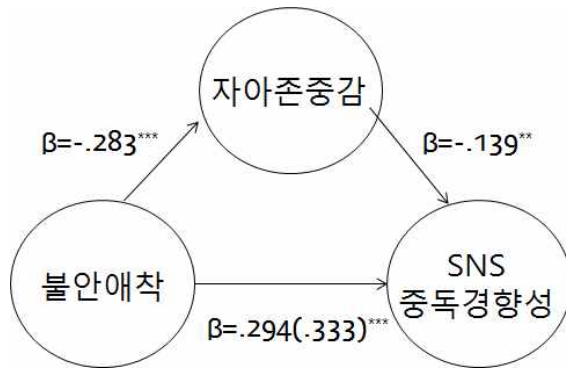 자아존중감
β=-.283***
β=-.139**
불안애착
SNS
중독경향성
β=.294(.333)***